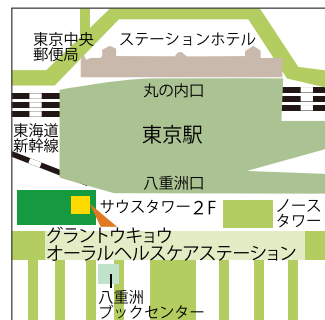 東京中央
郵便局
ステーションホテル
丸の内口
東海道
新幹線
東京駅
八重洲口
サウスタワー2F
ノース
タワー
グラントウキョウ
オーラルヘルスケアステーション
八重洲
ブックセンター